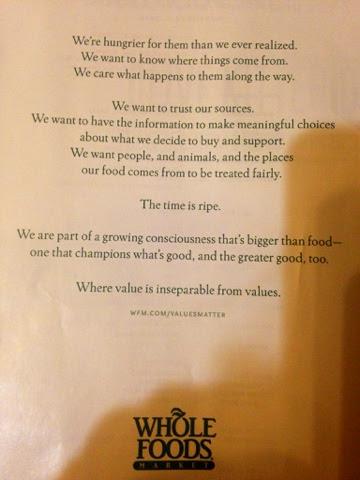 We're hungrier for them than we ever realized.
We want to know where things come from.
We care what happens to them along the way.
We want to trust our sources.
We want to have the information to make meaningful choices
about what we decide to buy and support.
We want people, and animals, and the places
our food comes from to be treated fairly.
The time is ripe.
We are part of a growing consciousness that's bigger than food—
one that champions what's good, and the greater good, too.
Where value is inseparable from values.
WFM.COM/VALUESMATTER
WHOLE
FOODS
MARKET